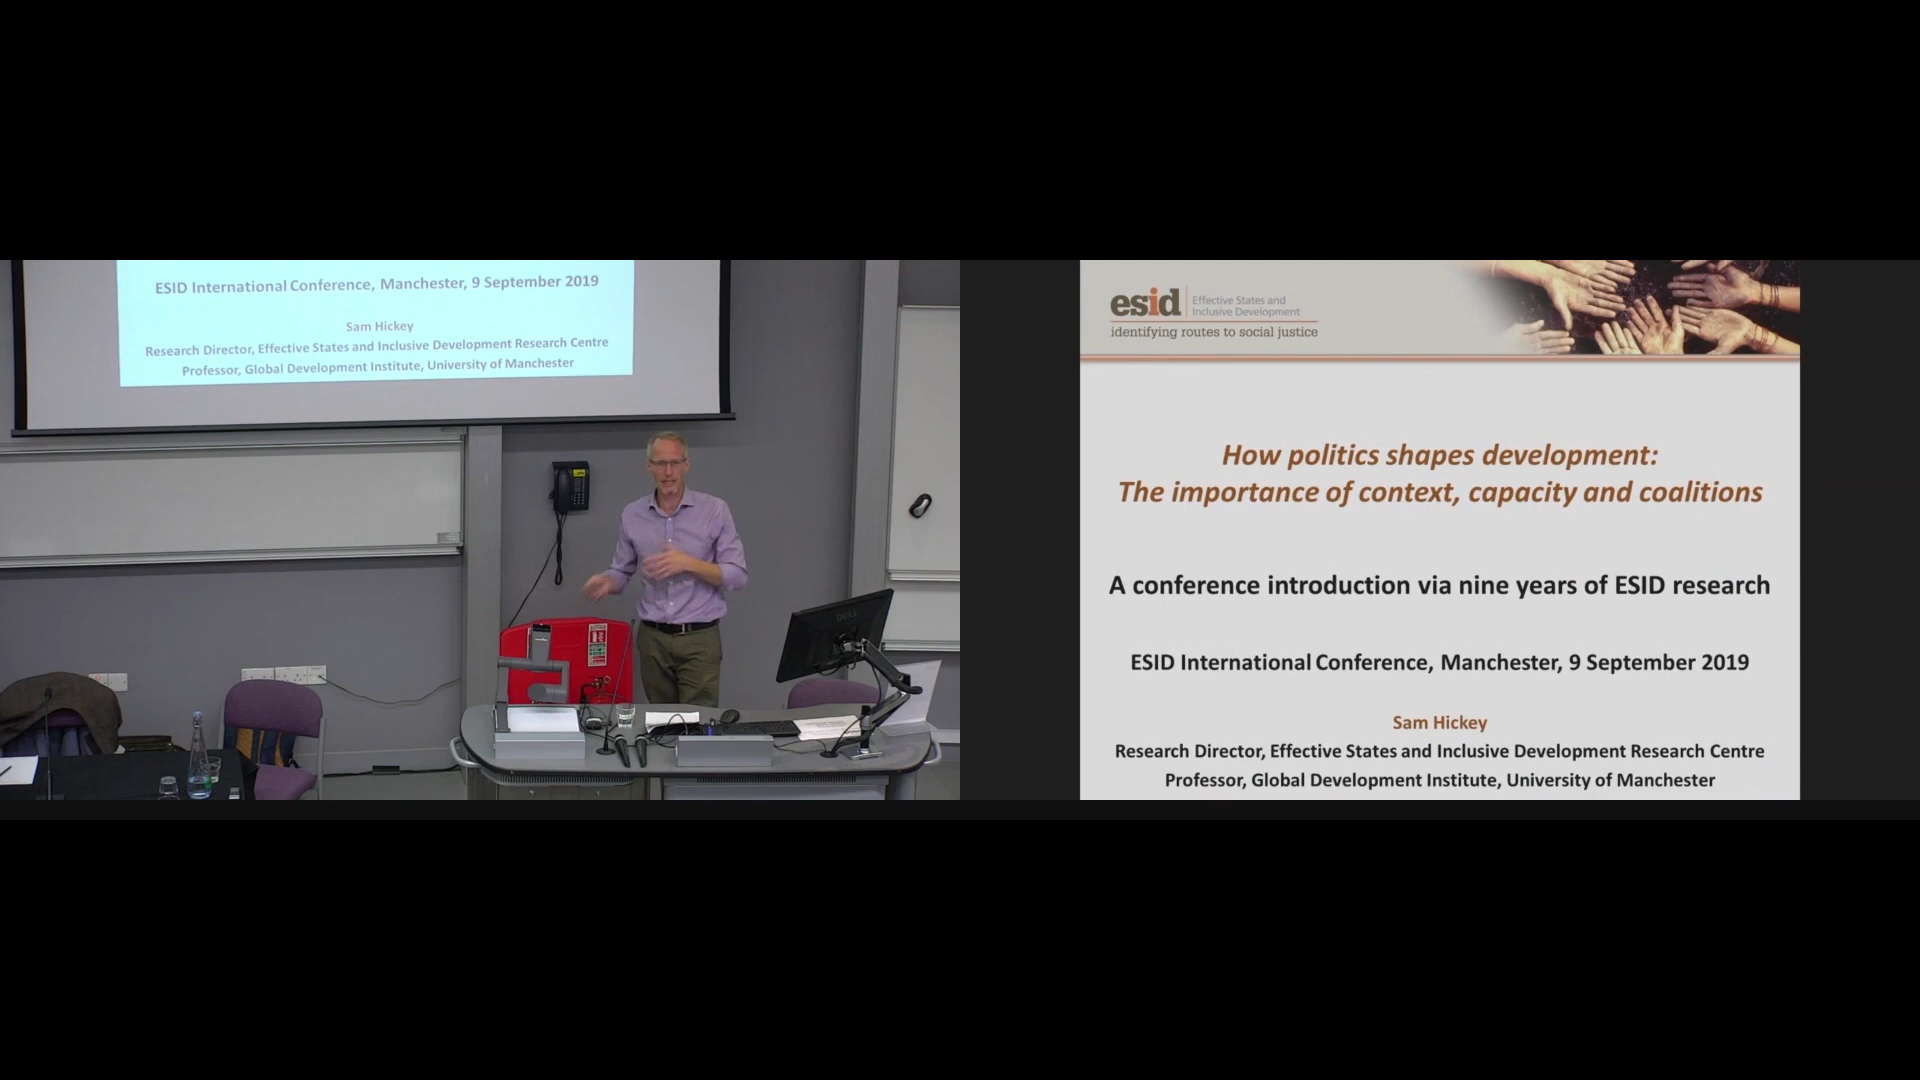 ESID International Conference, Manchester, 9 September 2019
Sam Hickey
Research Director, Effective States and Inclusive Development Research Centre
Professor, Global Development Institute, University of Manchester
DELL
esid
Effective States and
Inclusive Development
identifying routes to social justice
How politics shapes development:
The importance of context, capacity and coalitions
A conference introduction via nine years of ESID research
ESID International Conference, Manchester, 9 September 2019
Sam Hickey
Research Director, Effective States and Inclusive Development Research Centre
Professor, Global Development Institute, University of Manchester